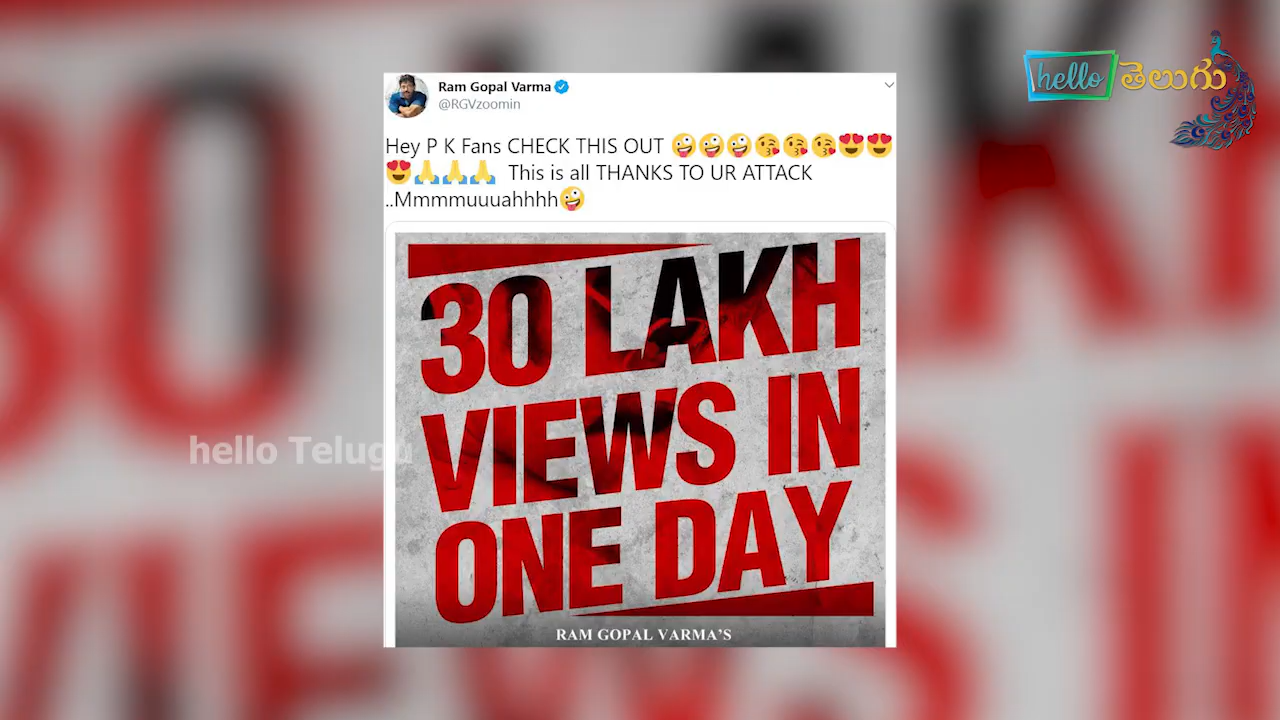 hello తెలుగు
Ram Gopal Varma
@RGVzoomin
Hey P K Fans CHECK THIS OUT 🤪🤪🤪😘😘😘😍😍
😍🙏🙏🙏 This is all THANKS TO UR ATTACK
..Mmmmuuuahhhh🤪
30 LAKH
VIEWS IN
ONE DAY
RAM GOPAL VARMA'S
hello Telugu